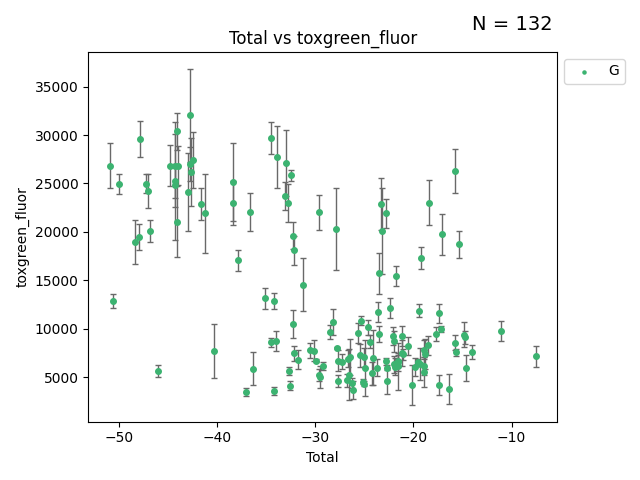 N = 132
Total vs toxgreen_fluor
G
toxgreen_fluor
35000
30000
25000
20000
15000
10000
5000
−50 −40 −30 −20 −10
Total